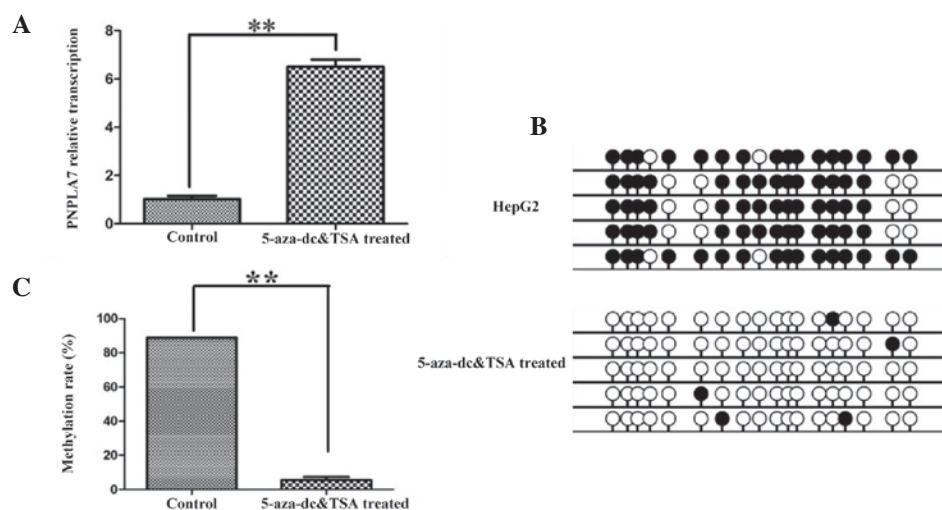 A
**
PNPLA7 relative transcription
8
6
4
2
0
Control
5-aza-dc&TSA treated
B
HepG2
5-aza-dc&TSA treated
C
**
Methylation rate (%)
100
80
60
40
20
0
Control
5-aza-dc&TSA treated